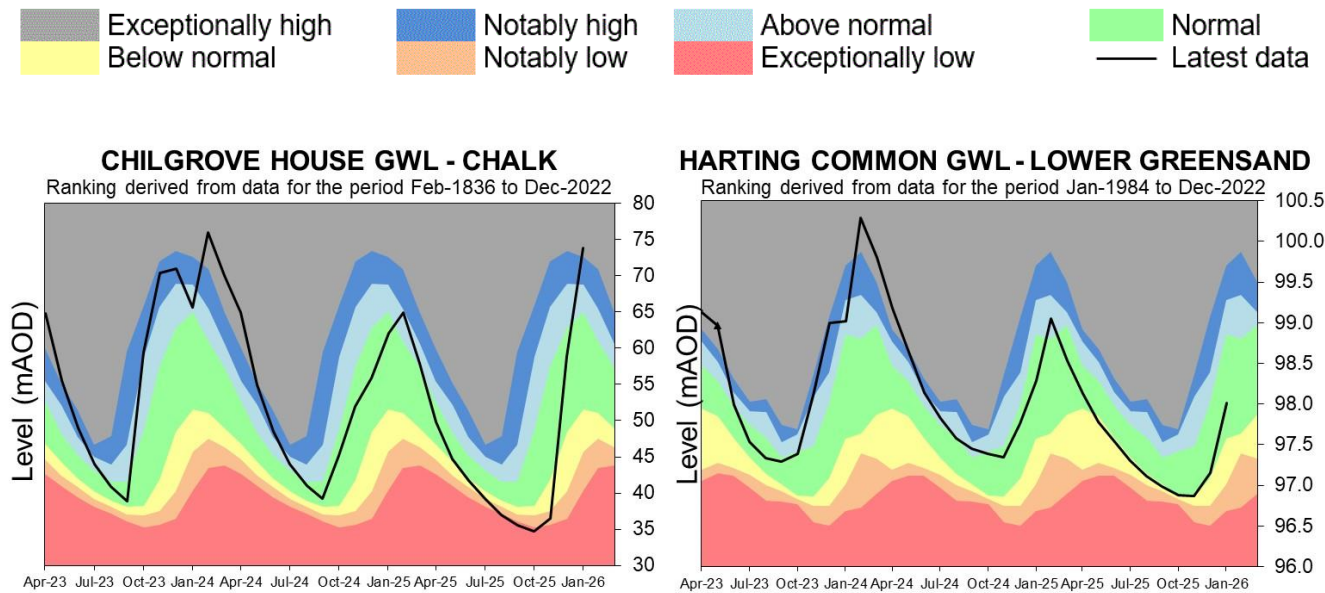 Exceptionally high Notably high Above normal Normal
Below normal Notably low Exceptionally low Latest data
CHILGROVE HOUSE GWL - CHALK
Ranking derived from data for the period Feb-1836 to Dec-2022
Level (mAOD)
80
75
70
65
60
55
50
45
40
35
30
Apr-23 Jul-23 Oct-23 Jan-24 Apr-24 Jul-24 Oct-24 Jan-25 Apr-25 Jul-25 Oct-25 Jan-26
HARTING COMMON GWL - LOWER GREENSAND
Ranking derived from data for the period Jan-1984 to Dec-2022
Level (mAOD)
100.5
100.0
99.5
99.0
98.5
98.0
97.5
97.0
96.5
96.0
Apr-23 Jul-23 Oct-23 Jan-24 Apr-24 Jul-24 Oct-24 Jan-25 Apr-25 Jul-25 Oct-25 Jan-26